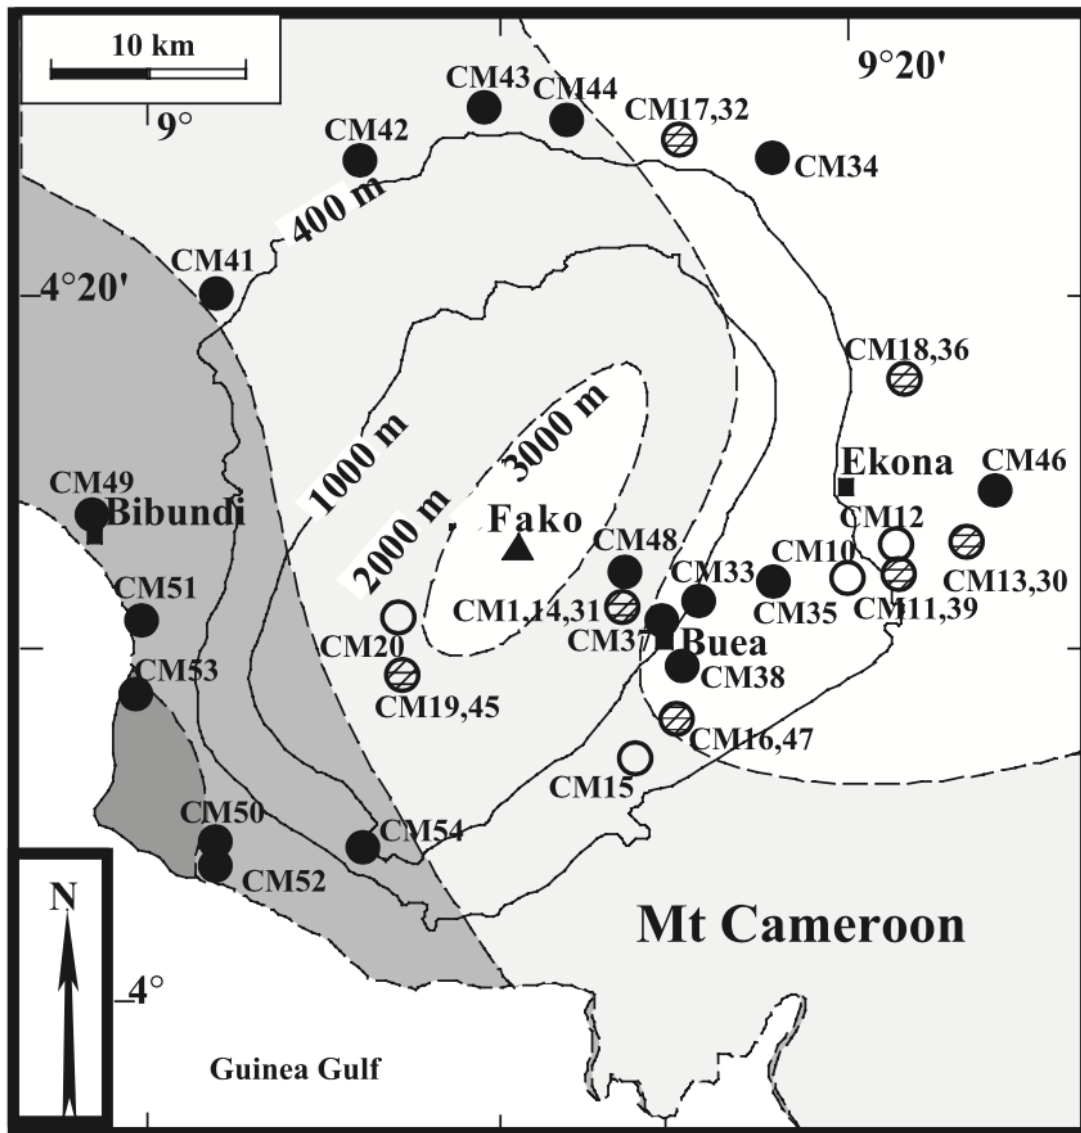 10 km
9°
9°20'
CM43
CM44
CM17,32
CM42
CM34
400 m
CM41
4°20'
CM18,36
3000 m
1000 m
Ekona
CM46
CM49
Bibundi
2000 m
Fako
CM12
CM48
CM10
CM33
CM13,30
CM51
CM1,14,31
CM35
CM11,39
CM20
CM37
Buea
CM53
CM38
CM19,45
CM16,47
CM15
CM50
CM54
CM52
N
Mt Cameroon
4°
Guinea Gulf